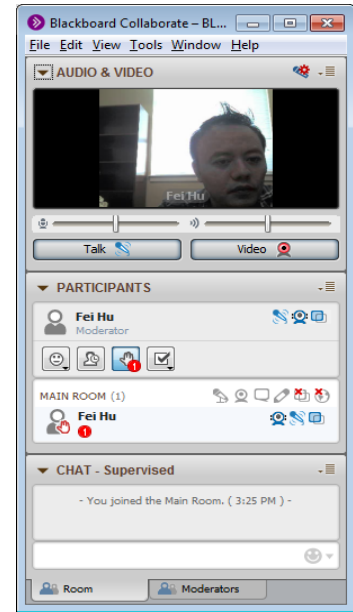 Blackboard Collaborate – BL...
File Edit View Tools Window Help
AUDIO & VIDEO
Fei Hu
Talk Video
PARTICIPANTS
Fei Hu
Moderator
1
MAIN ROOM (1)
Fei Hu
1
CHAT - Supervised
- You joined the Main Room. ( 3:25 PM ) -
Room Moderators